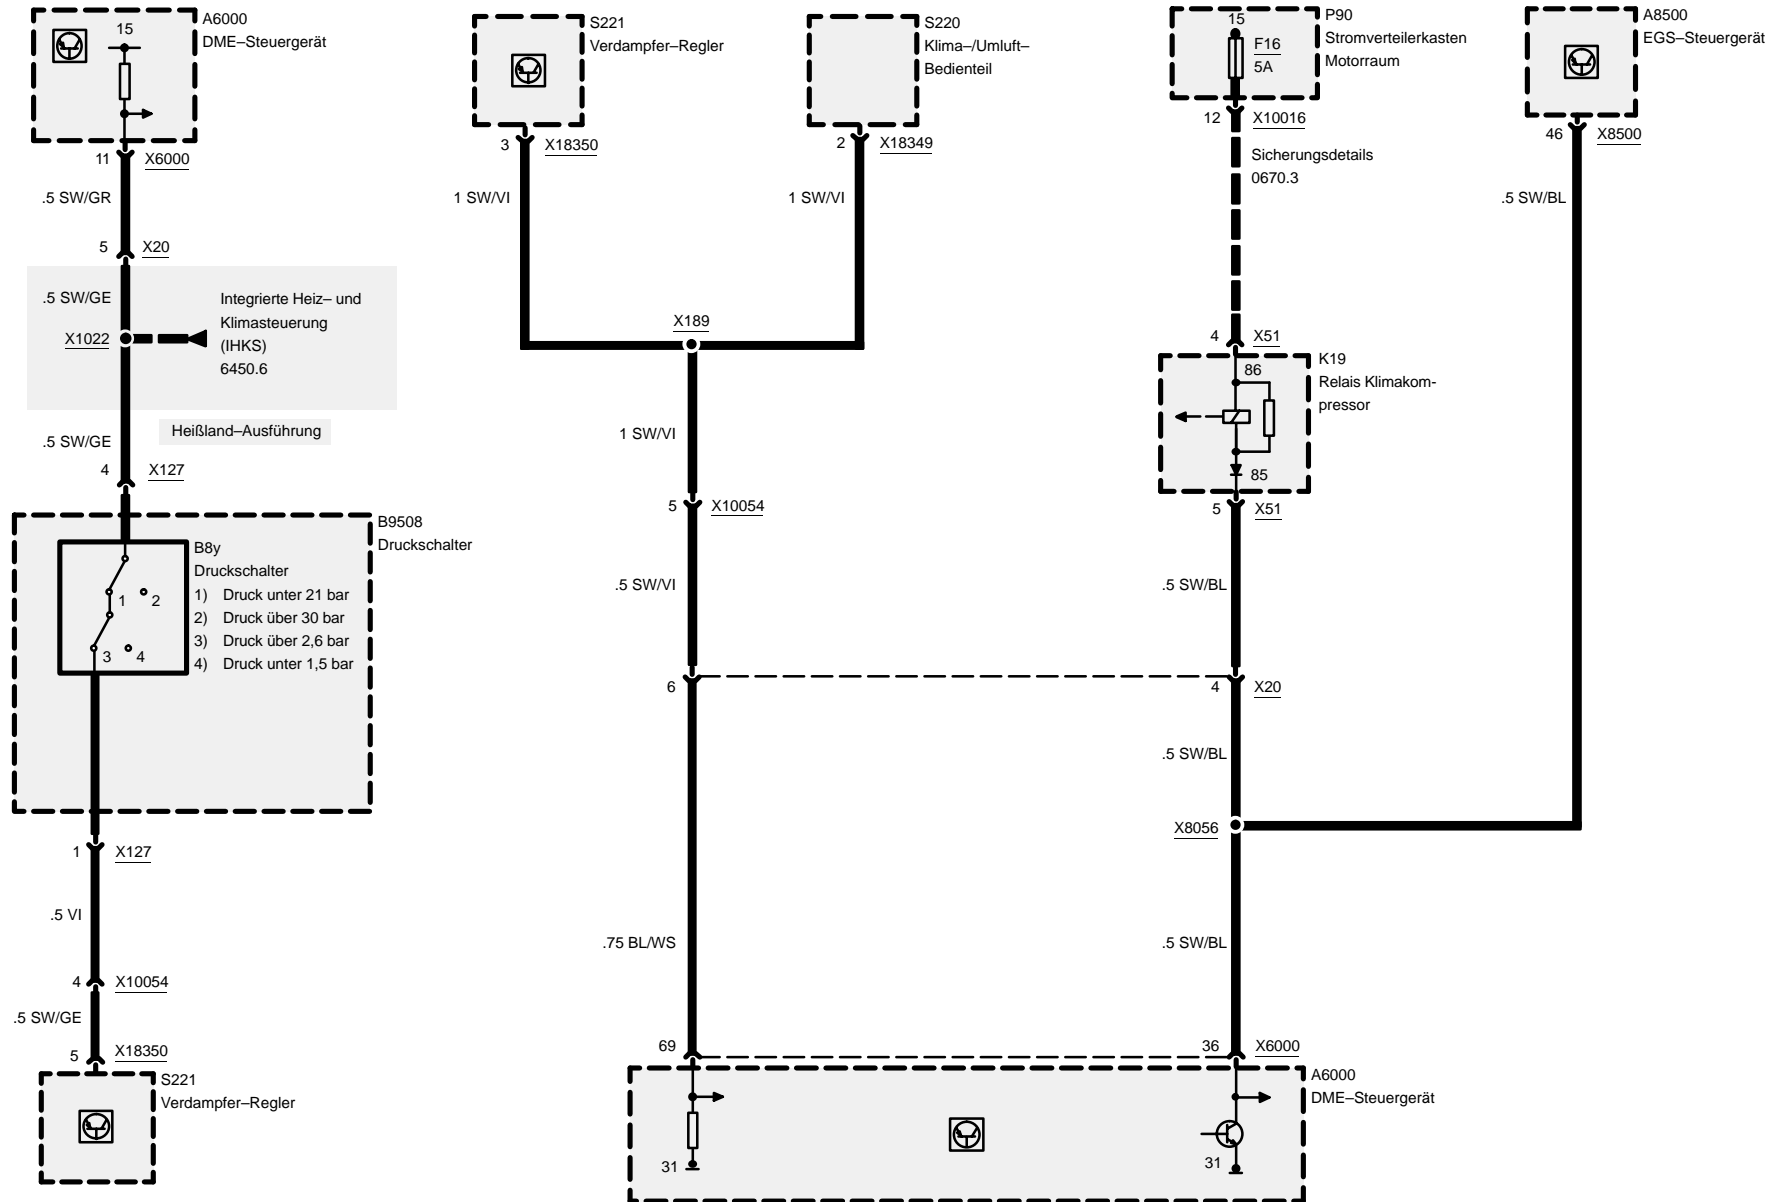 A6000
DME–Steuergerät
15
11
X6000
.5 SW/GR
5
X20
.5 SW/GE
X1022
Integrierte Heiz– und
Klimasteuerung
(IHKS)
6450.6
Heißland–Ausführung
.5 SW/GE
4
X127
B9508
Druckschalter
B8y
Druckschalter
1) Druck unter 21 bar
2) Druck über 30 bar
3) Druck über 2,6 bar
4) Druck unter 1,5 bar
1
2
3
4
1
X127
.5 VI
4
X10054
.5 SW/GE
5
X18350
S221
Verdampfer–Regler
S221
Verdampfer–Regler
3
X18350
1 SW/VI
S220
Klima–/Umluft–
Bedienteil
2
X18349
1 SW/VI
X189
1 SW/VI
5
X10054
.5 SW/VI
6
.75 BL/WS
69
31
P90
Stromverteilerkasten
Motorraum
15
F16
5A
12
X10016
Sicherungsdetails
0670.3
4
X51
K19
Relais Klimakom-
pressor
86
85
5
X51
.5 SW/BL
4
X20
.5 SW/BL
X8056
.5 SW/BL
36
X6000
A6000
DME–Steuergerät
31
A8500
EGS–Steuergerät
46
X8500
.5 SW/BL